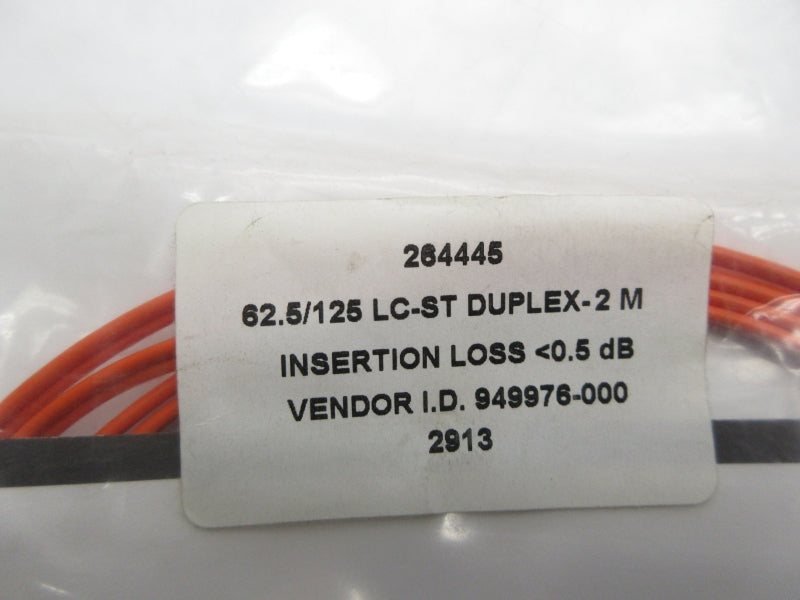 264445
62.5/125 LC-ST DUPLEX-2 M
INSERTION LOSS <0.5 dB
VENDOR I.D. 949976-000
2913